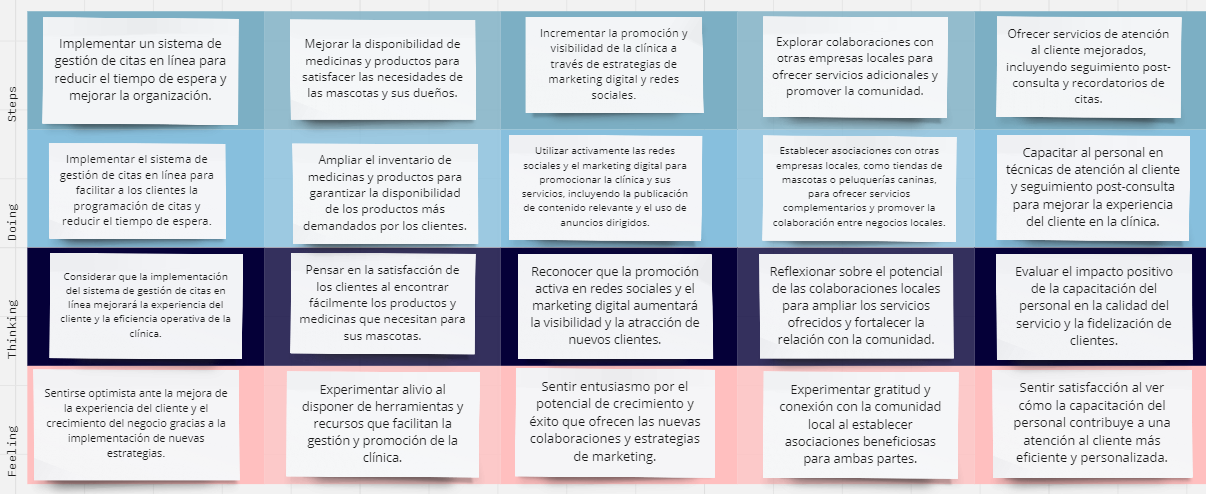 Steps
Implementar un sistema de
gestión de citas en línea para
reducir el tiempo de espera y
mejorar la organización.
Mejorar la disponibilidad de
medicinas y productos para
satisfacer las necesidades de
las mascotas y sus dueños.
Incrementar la promoción y
visibilidad de la clínica a
través de estrategias de
marketing digital y redes
sociales.
Explorar colaboraciones con
otras empresas locales para
ofrecer servicios adicionales y
promover la comunidad.
Ofrecer servicios de atención
al cliente mejorados,
incluyendo seguimiento post-
consulta y recordatorios de
citas.
Doing
Implementar el sistema de
gestión de citas en línea para
facilitar a los clientes la
programación de citas y
reducir el tiempo de espera.
Ampliar el inventario de
medicinas y productos para
garantizar la disponibilidad
de los productos más
demandados por los clientes.
Utilizar activamente las redes
sociales y el marketing digital para
promocionar la clínica y sus
servicios, incluyendo la publicación
de contenido relevante y el uso de
anuncios dirigidos.
Establecer asociaciones con otras
empresas locales, como tiendas de
mascotas o peluquerías caninas,
para ofrecer servicios
complementarios y promover la
colaboración entre negocios locales.
Capacitar al personal en
técnicas de atención al cliente
y seguimiento post-consulta
para mejorar la experiencia
del cliente en la clínica.
Thinking
Considerar que la implementación
del sistema de gestión de citas en
línea mejorará la experiencia del
cliente y la eficiencia operativa de la
clínica.
Pensar en la satisfacción de
los clientes al encontrar
fácilmente los productos y
medicinas que necesitan para
sus mascotas.
Reconocer que la promoción
activa en redes sociales y el
marketing digital aumentará
la visibilidad y la atracción de
nuevos clientes.
Reflexionar sobre el potencial
de las colaboraciones locales
para ampliar los servicios
ofrecidos y fortalecer la
relación con la comunidad.
Evaluar el impacto positivo
de la capacitación del
personal en la calidad del
servicio y la fidelización de
clientes.
Feeling
Sentirse optimista ante la mejora de
la experiencia del cliente y el
crecimiento del negocio gracias a la
implementación de nuevas
estrategias.
Experimentar alivio al
disponer de herramientas y
recursos que facilitan la
gestión y promoción de la
clínica.
Sentir entusiasmo por el
potencial de crecimiento y
éxito que ofrecen las nuevas
colaboraciones y estrategias
de marketing.
Experimentar gratitud y
conexión con la comunidad
local al establecer
asociaciones beneficiosas
para ambas partes.
Sentir satisfacción al ver
cómo la capacitación del
personal contribuye a una
atención al cliente más
eficiente y personalizada.